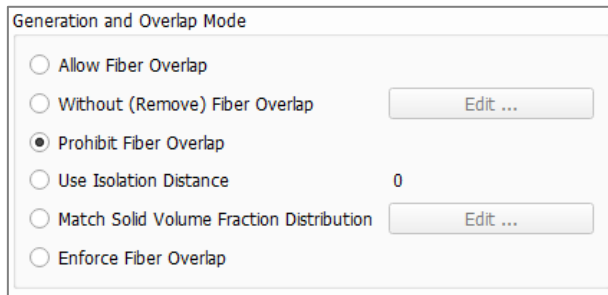 Generation and Overlap Mode
Allow Fiber Overlap
Without (Remove) Fiber Overlap Edit ...
Prohibit Fiber Overlap
Use Isolation Distance 0
Match Solid Volume Fraction Distribution Edit ...
Enforce Fiber Overlap